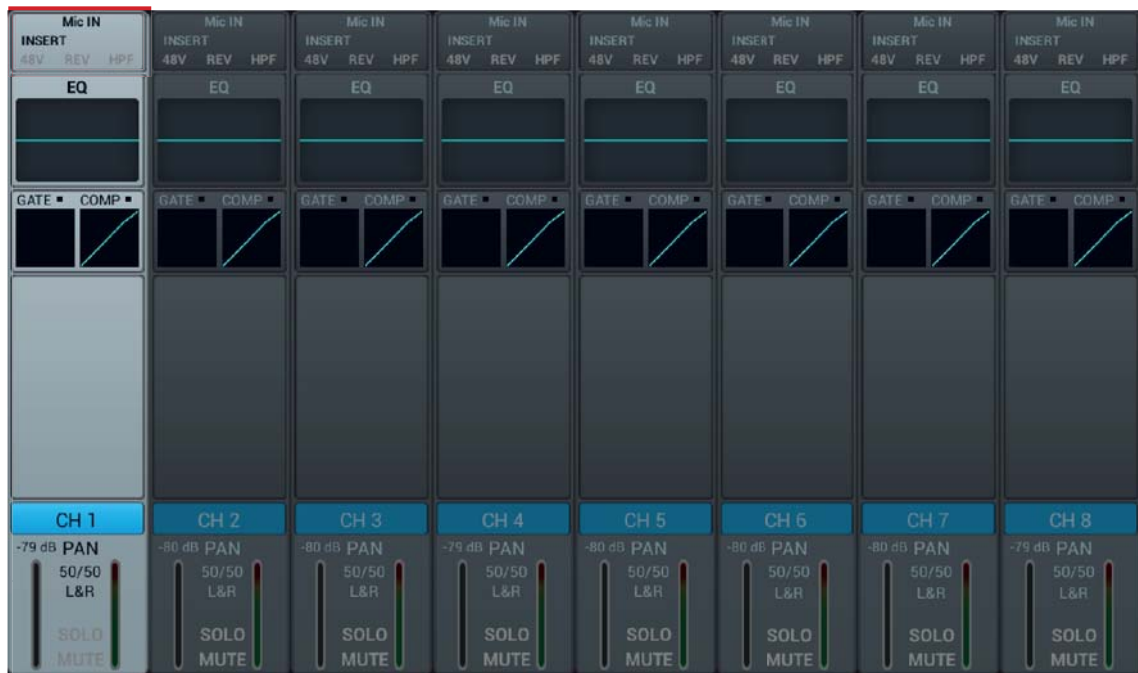 Mic IN Mic IN Mic IN Mic IN Mic IN Mic IN Mic IN Mic IN
INSERT INSERT INSERT INSERT INSERT INSERT INSERT INSERT
48V REV HPF 48V REV HPF 48V REV HPF 48V REV HPF 48V REV HPF 48V REV HPF 48V REV HPF 48V REV HPF
EQ EQ EQ EQ EQ EQ EQ EQ
GATE COMP GATE COMP GATE COMP GATE COMP GATE COMP GATE COMP GATE COMP GATE COMP
CH 1 CH 2 CH 3 CH 4 CH 5 CH 6 CH 7 CH 8
-79 dB PAN -80 dB PAN -80 dB PAN -79 dB PAN -80 dB PAN -80 dB PAN -80 dB PAN -79 dB PAN
50/50 50/50 50/50 50/50 50/50 50/50 50/50 50/50
L&R L&R L&R L&R L&R L&R L&R L&R
SOLO SOLO SOLO SOLO SOLO SOLO SOLO SOLO
MUTE MUTE MUTE MUTE MUTE MUTE MUTE MUTE